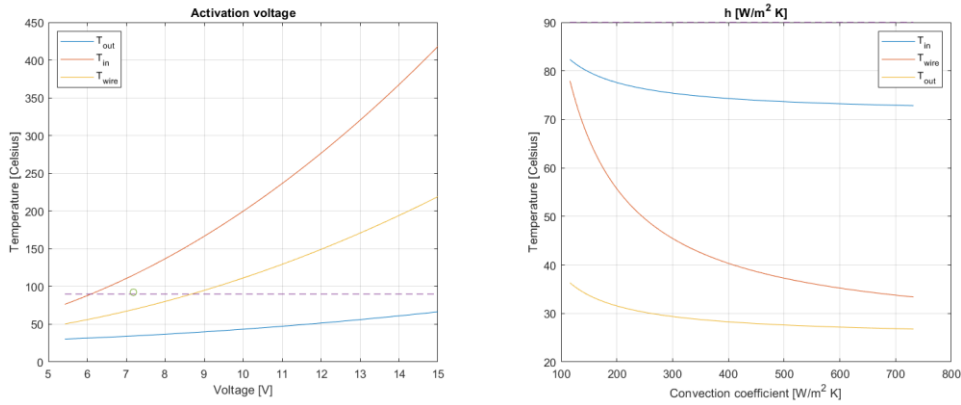 Activation voltage
450
400
350
300
250
200
150
100
50
0
T_out
T_in
T_wire
Temperature [Celsius]
5 6 7 8 9 10 11 12 13 14 15
Voltage [V]
h [W/m² K]
90
80
70
60
50
40
30
20
T_in
T_wire
T_out
Temperature [Celsius]
100 200 300 400 500 600 700 800
Convection coefficient [W/m² K]